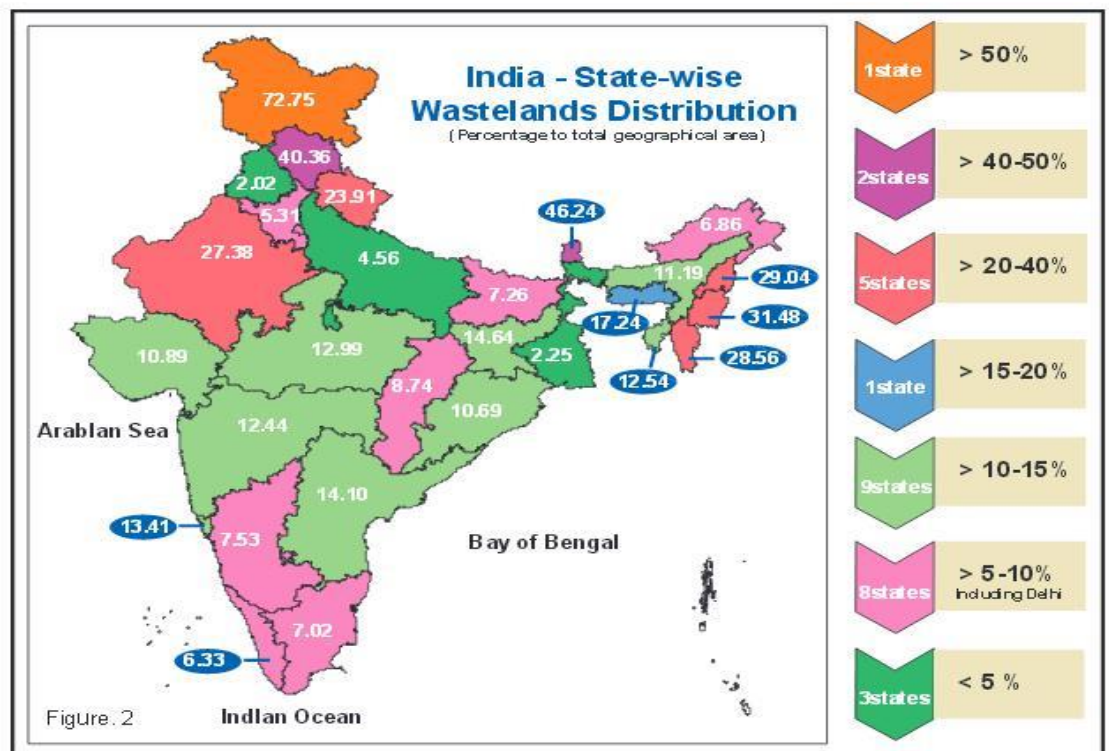 India - State-wise
Wastelands Distribution
(Percentage to total geographical area)
72.75
40.36
2.02
23.91
5.31
46.24
6.86
27.38
4.56
11.19
29.04
7.26
17.24
31.48
14.64
10.89
12.99
2.25
28.56
8.74
12.54
10.69
12.44
Arabian Sea
14.10
13.41
7.53
Bay of Bengal
7.02
6.33
Figure. 2
Indian Ocean
1state
> 50%
2states
> 40-50%
5states
> 20-40%
1state
> 15-20%
9states
> 10-15%
8states
> 5-10%
Including Delhi
3states
< 5 %